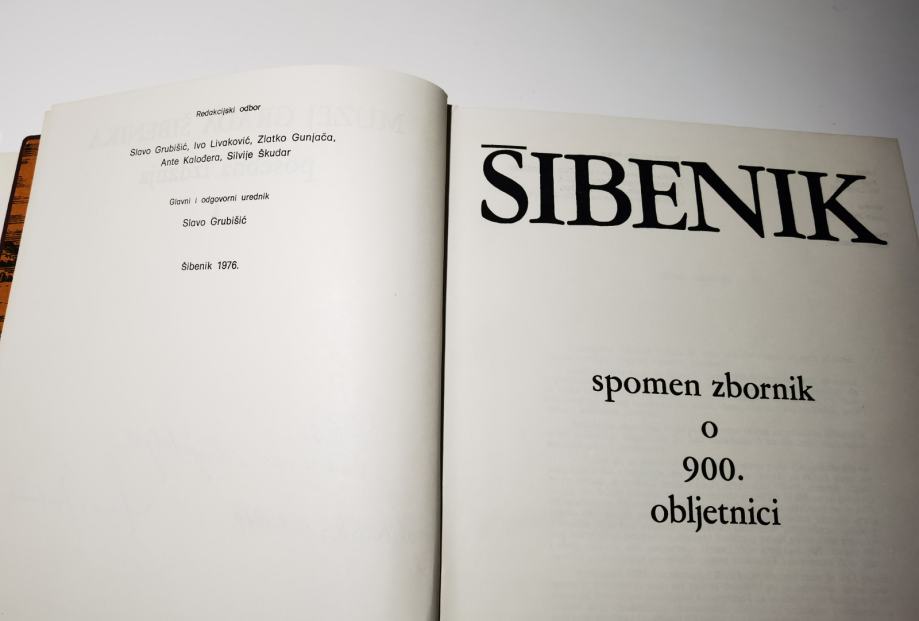 Redakcijski odbor
Slavo Grubišić, Ivo Livaković, Zlatko Gunjača,
Ante Kalođera, Silvije Škudar
Glavni i odgovorni urednik
Slavo Grubišić
Šibenik 1976.
ŠIBENIK
spomen zbornik
o
900.
obljetnici